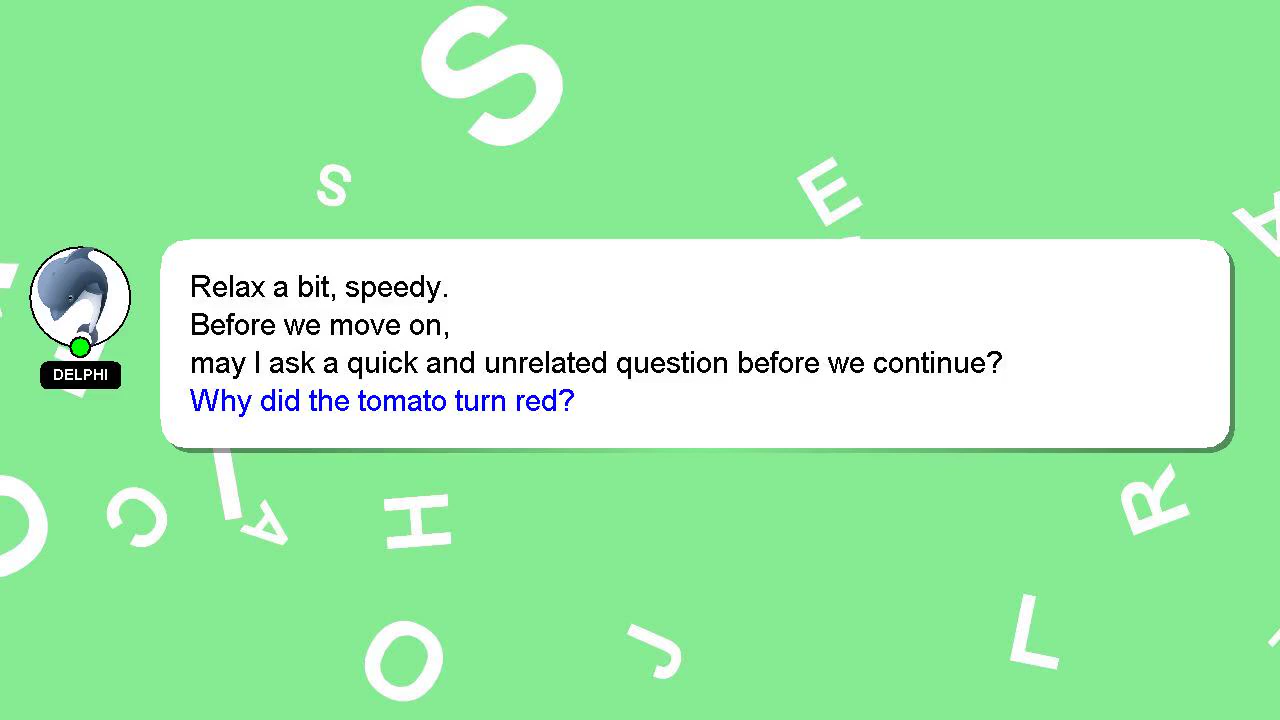 Relax a bit, speedy.
Before we move on,
may I ask a quick and unrelated question before we continue?
Why did the tomato turn red?
DELPHI
S
S
E
A
C
A
H
R
O
J
L